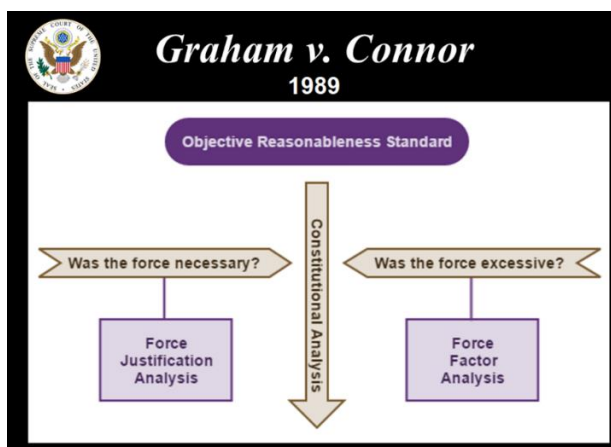 Graham v. Connor
1989
Objective Reasonableness Standard
Constitutional Analysis
Was the force necessary?
Was the force excessive?
Force
Justification
Analysis
Force
Factor
Analysis